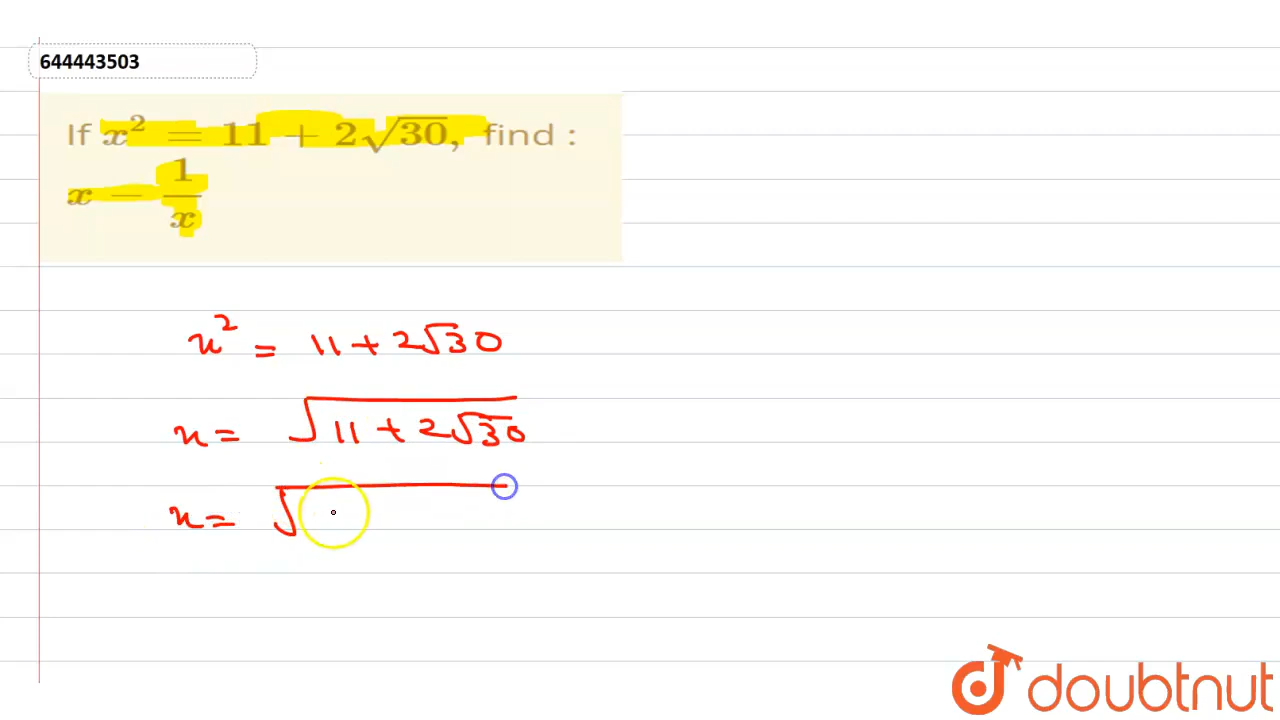 644443503
If x² = 11 + 2√30, find :
x − 1/x
x² = 11 + 2√30
x = √(11 + 2√30)
x = √
doubtnut